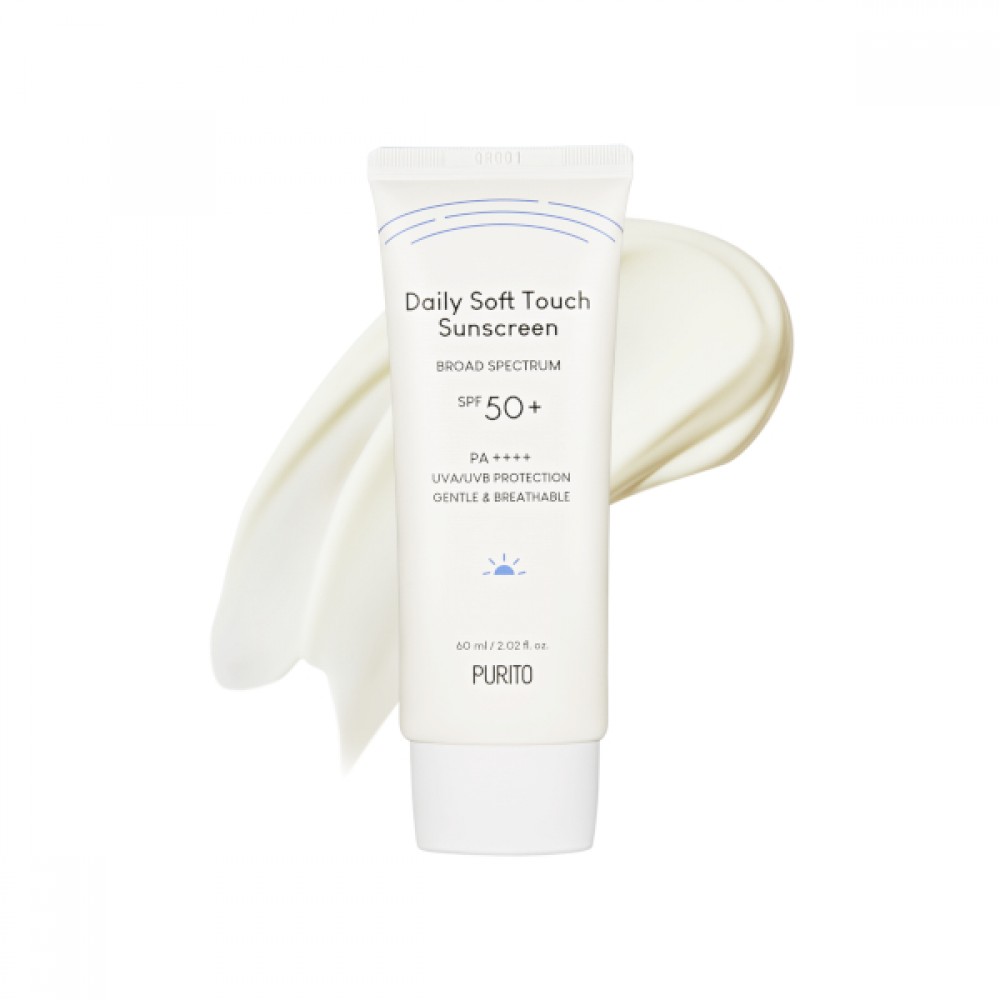 Daily Soft Touch
Sunscreen
BROAD SPECTRUM
SPF 50+
PA ++++
UVA/UVB PROTECTION
GENTLE & BREATHABLE
60 ml / 2.02 fl. oz.
PURITO